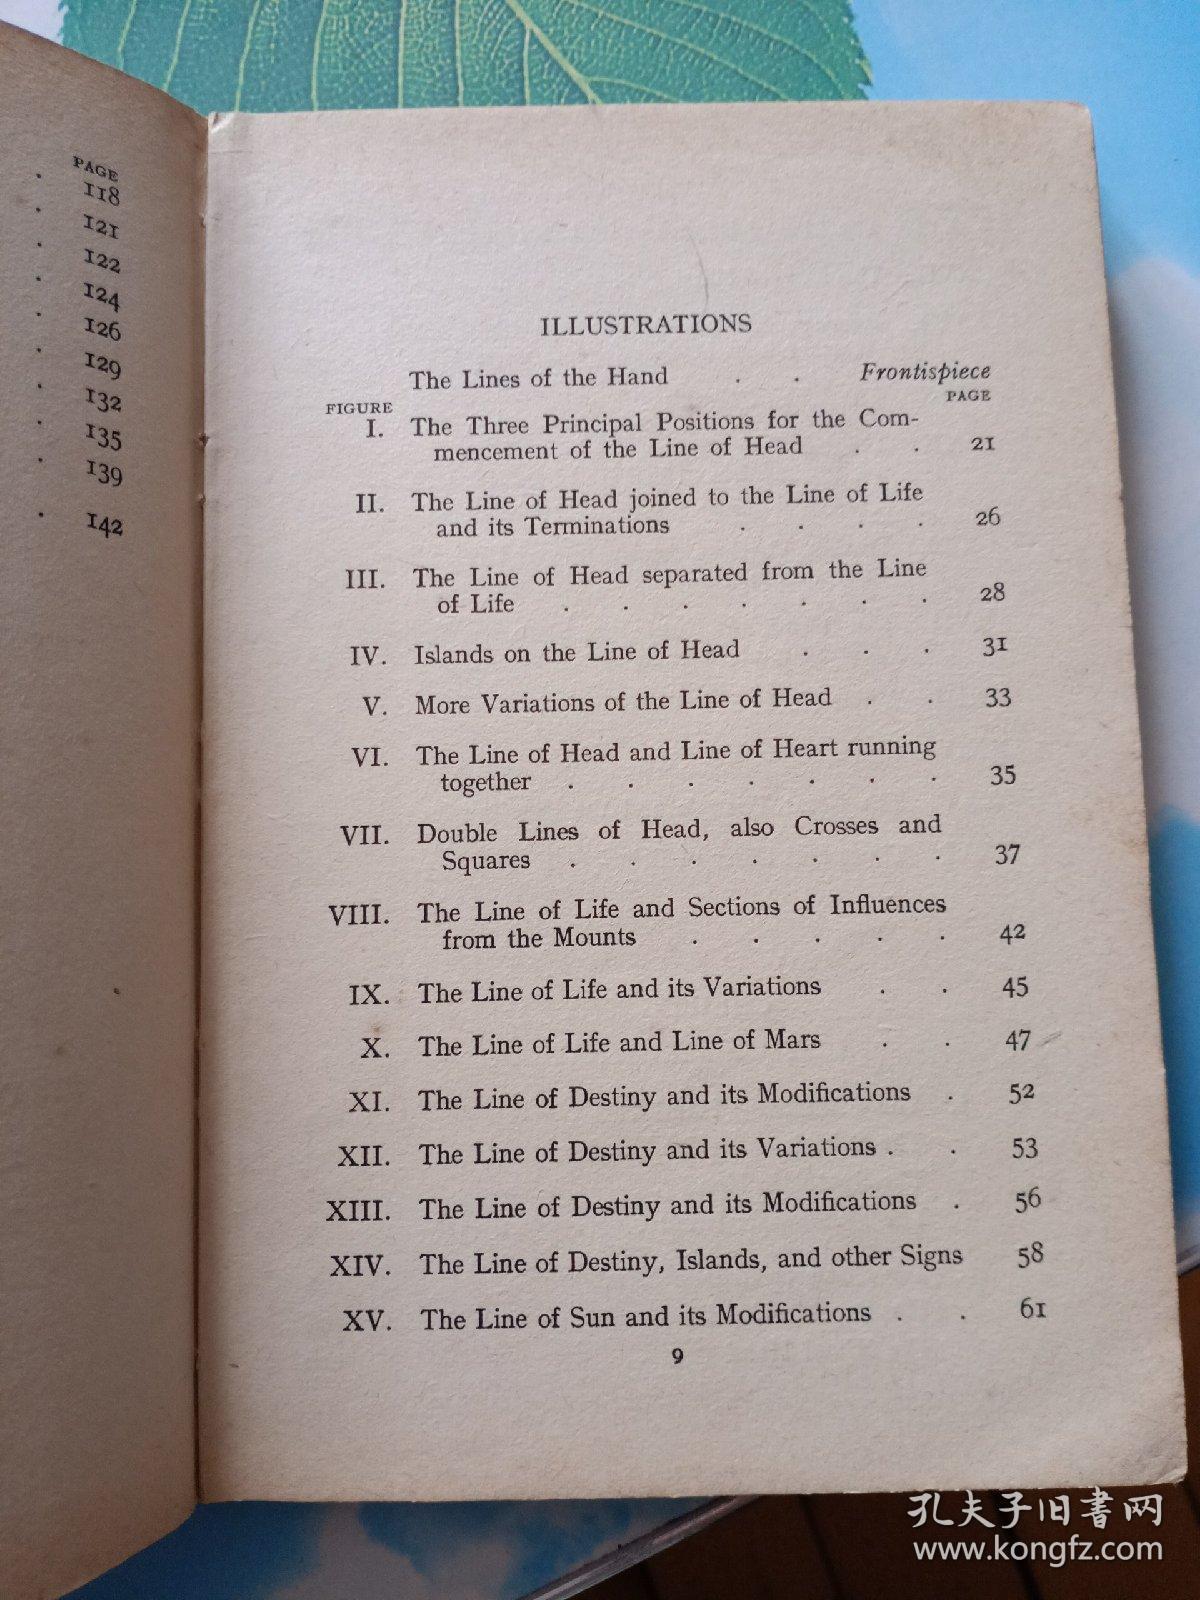 PAGE
. 118
. 121
. 122
. 124
. 126
. 129
. 132
. 135
. 139
. 142
ILLUSTRATIONS
The Lines of the Hand . . Frontispiece
FIGURE PAGE
I. The Three Principal Positions for the Com-
mencement of the Line of Head . . 21
II. The Line of Head joined to the Line of Life
and its Terminations . . . . 26
III. The Line of Head separated from the Line
of Life . . . . . . . 28
IV. Islands on the Line of Head . . . 31
V. More Variations of the Line of Head . . 33
VI. The Line of Head and Line of Heart running
together . . . . . . . 35
VII. Double Lines of Head, also Crosses and
Squares . . . . . . . 37
VIII. The Line of Life and Sections of Influences
from the Mounts . . . . . 42
IX. The Line of Life and its Variations . . 45
X. The Line of Life and Line of Mars . . 47
XI. The Line of Destiny and its Modifications . 52
XII. The Line of Destiny and its Variations . . 53
XIII. The Line of Destiny and its Modifications . 56
XIV. The Line of Destiny, Islands, and other Signs 58
XV. The Line of Sun and its Modifications . . 61
9
孔夫子旧书网
www.kongfz.com